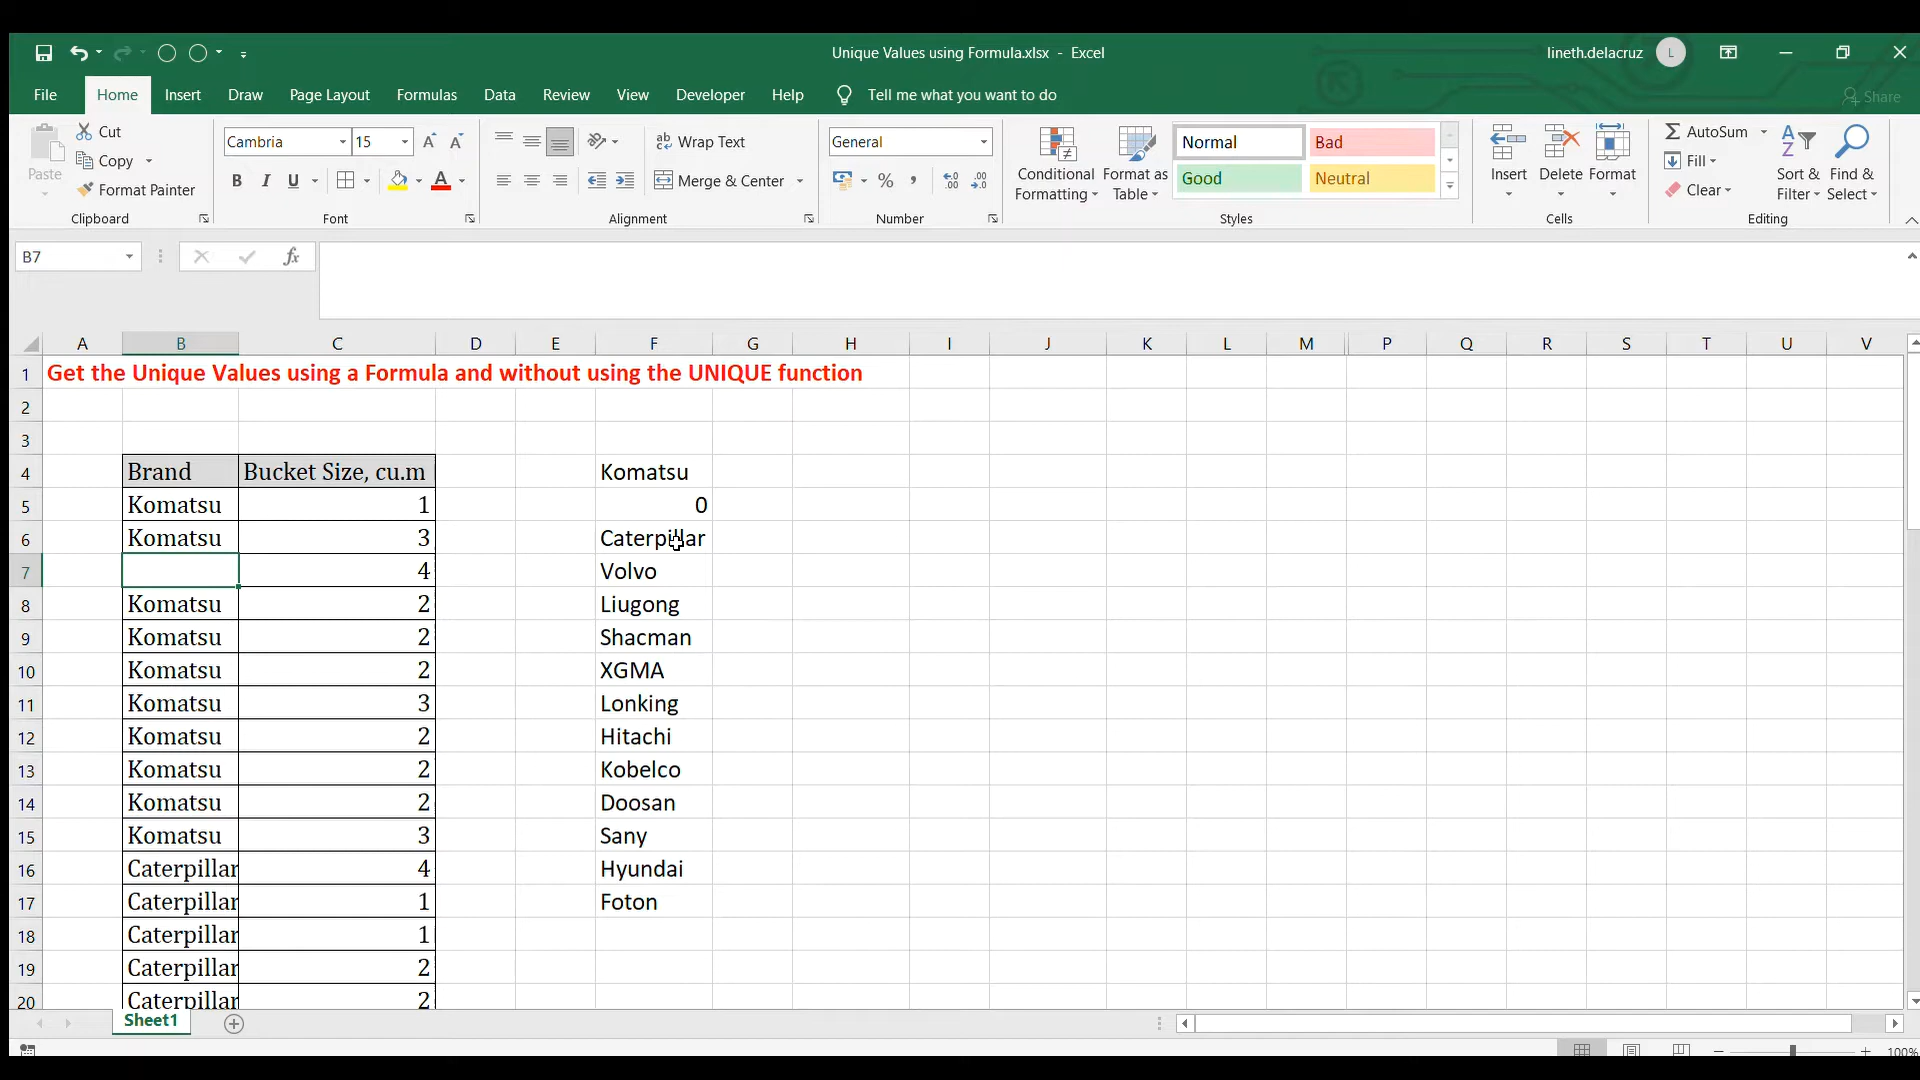 Unique Values using Formula.xlsx - Excel
lineth.delacruz L
File Home Insert Draw Page Layout Formulas Data Review View Developer Help Tell me what you want to do Share
Paste Cut Copy Format Painter Clipboard
Cambria 15 B I U A Font
ab Wrap Text Merge & Center Alignment
General % , .00 Number
Conditional Formatting Format as Table Normal Bad Good Neutral Styles
Insert Delete Format Cells
AutoSum Fill Clear Sort & Filter Find & Select Editing
B7 fx
A B C D E F G H I J K L M P Q R S T U V
1 Get the Unique Values using a Formula and without using the UNIQUE function
2
3
4 Brand Bucket Size, cu.m Komatsu
5 Komatsu 1 0
6 Komatsu 3 Caterpillar
7 4 Volvo
8 Komatsu 2 Liugong
9 Komatsu 2 Shacman
10 Komatsu 2 XGMA
11 Komatsu 3 Lonking
12 Komatsu 2 Hitachi
13 Komatsu 2 Kobelco
14 Komatsu 2 Doosan
15 Komatsu 3 Sany
16 Caterpillar 4 Hyundai
17 Caterpillar 1 Foton
18 Caterpillar 1
19 Caterpillar 2
20 Caterpillar 2
Sheet1
100%